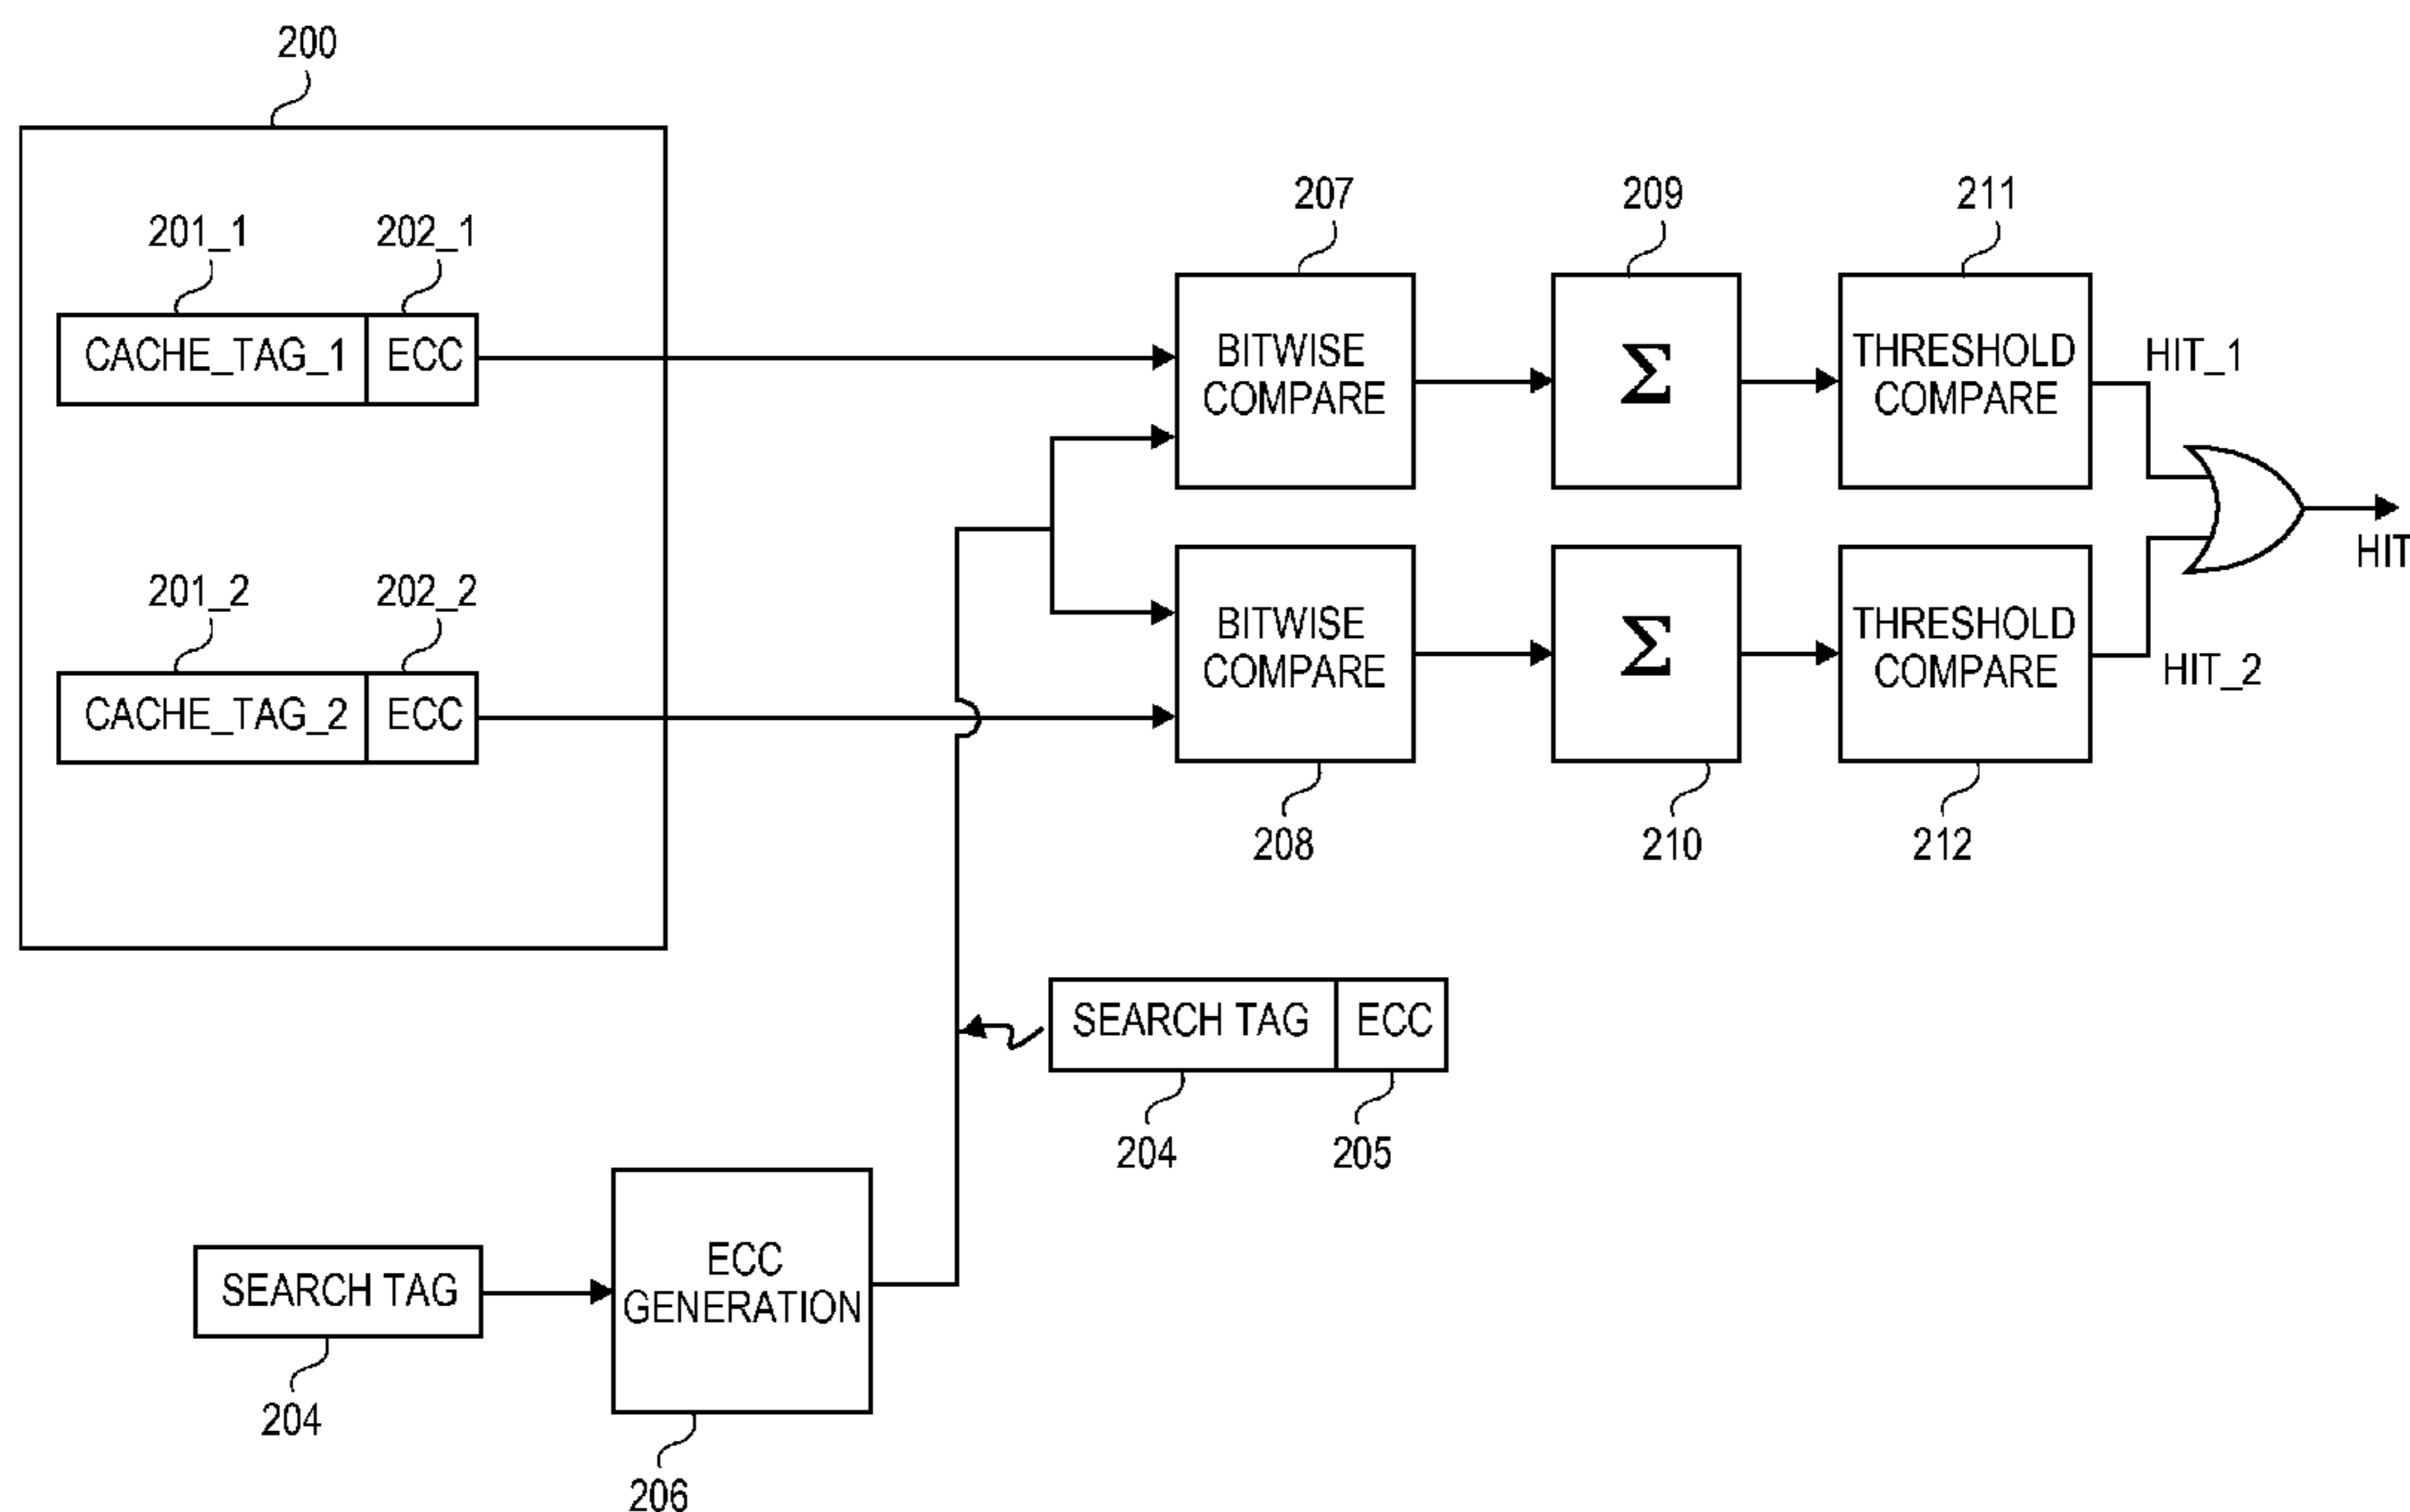 200
207
209
211
201_1
202_1
CACHE_TAG_1
ECC
BITWISE
COMPARE
Σ
THRESHOLD
COMPARE
HIT_1
HIT
201_2
202_2
CACHE_TAG_2
ECC
BITWISE
COMPARE
Σ
THRESHOLD
COMPARE
HIT_2
208
210
212
SEARCH TAG
ECC
204
205
SEARCH TAG
ECC
GENERATION
204
206